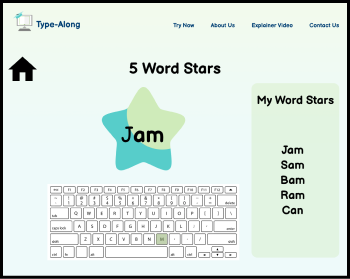 Type-Along
Try Now About Us Explainer Video Contact Us
5 Word Stars
My Word Stars
Jam
Jam
Sam
Bam
Ram
Can
Q W E R T Y U I O P
A S D F G H J K L
Z X C V B N M